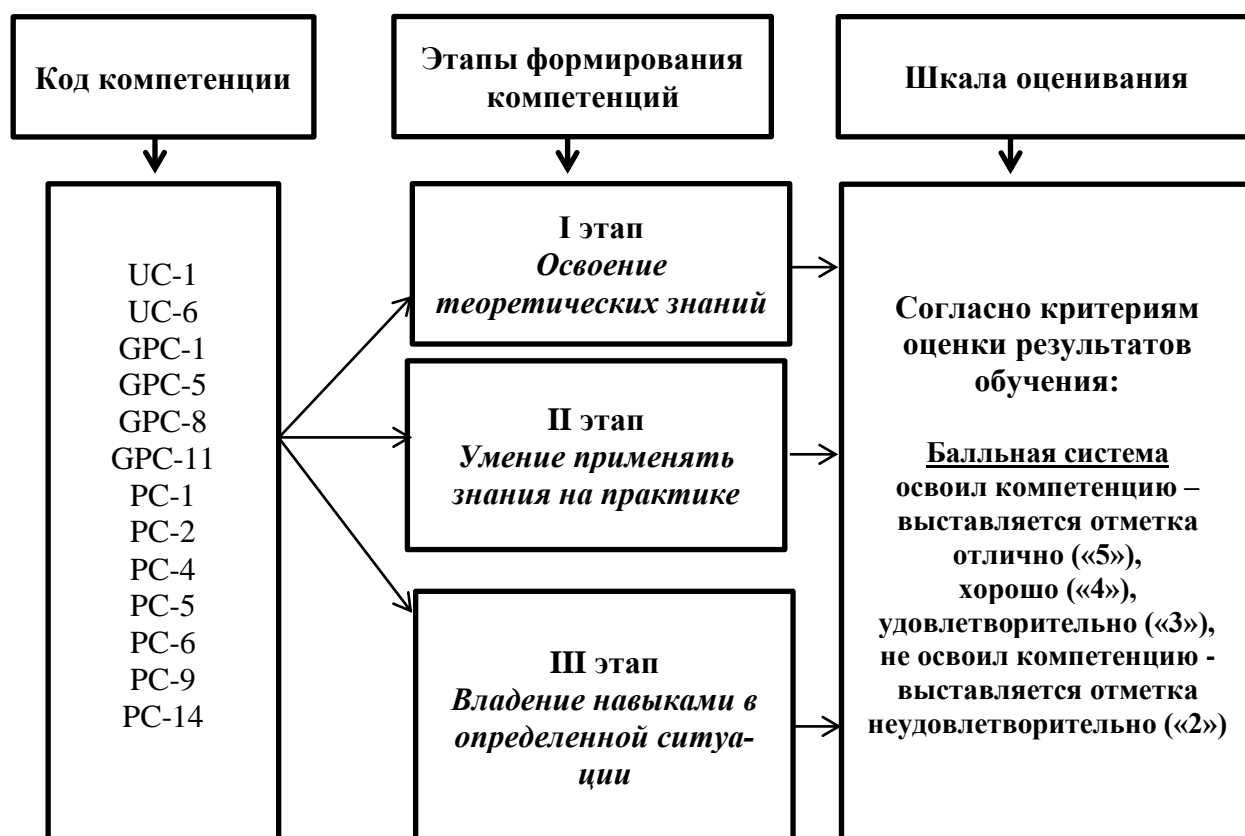 Код компетенции
Этапы формирования
компетенций
Шкала оценивания
UC-1
UC-6
GPC-1
GPC-5
GPC-8
GPC-11
PC-1
PC-2
PC-4
PC-5
PC-6
PC-9
PC-14
I этап
Освоение
теоретических знаний
II этап
Умение применять
знания на практике
III этап
Владение навыками в
определенной ситуа-
ции
Согласно критериям
оценки результатов
обучения:
Балльная система
освоил компетенцию –
выставляется отметка
отлично («5»),
хорошо («4»),
удовлетворительно («3»),
не освоил компетенцию -
выставляется отметка
неудовлетворительно («2»)